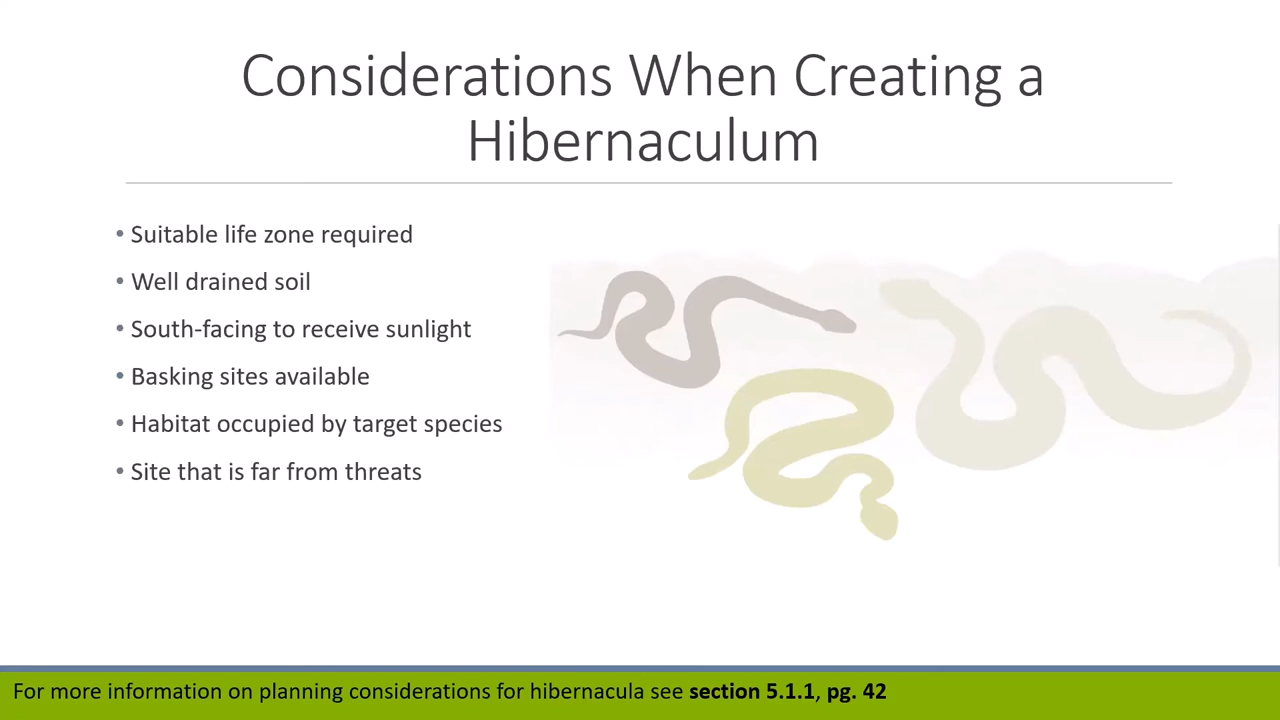 Considerations When Creating a
Hibernaculum
• Suitable life zone required
• Well drained soil
• South-facing to receive sunlight
• Basking sites available
• Habitat occupied by target species
• Site that is far from threats
For more information on planning considerations for hibernacula see section 5.1.1, pg. 42